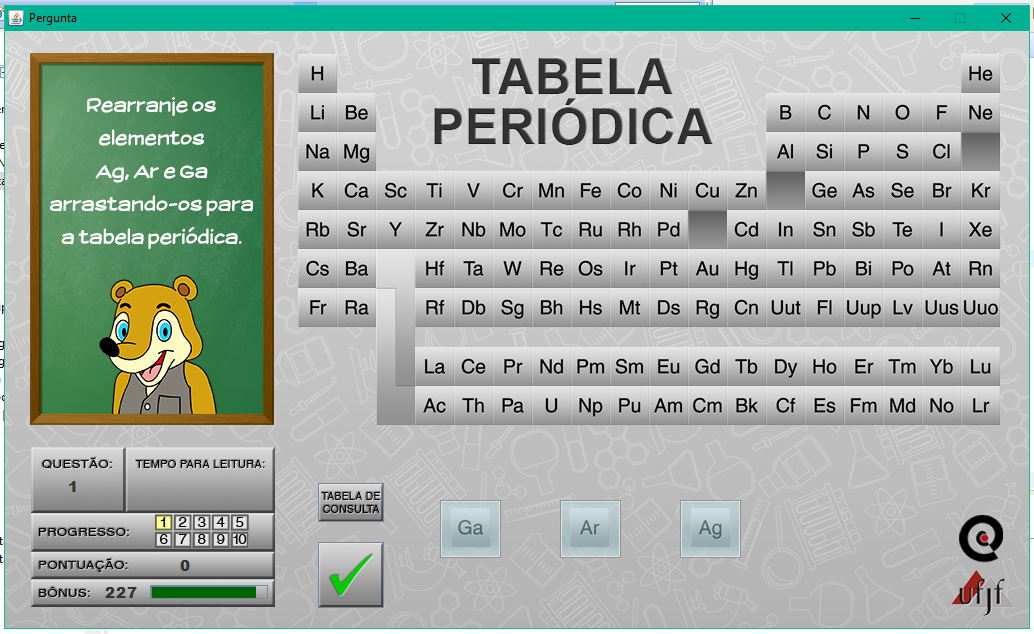 Pergunta
Rearranje os
elementos
Ag, Ar e Ga
arrastando-os para
a tabela periódica.
TABELA
PERIÓDICA
H He
Li Be B C N O F Ne
Na Mg Al Si P S Cl
K Ca Sc Ti V Cr Mn Fe Co Ni Cu Zn Ge As Se Br Kr
Rb Sr Y Zr Nb Mo Tc Ru Rh Pd Cd In Sn Sb Te I Xe
Cs Ba Hf Ta W Re Os Ir Pt Au Hg Tl Pb Bi Po At Rn
Fr Ra Rf Db Sg Bh Hs Mt Ds Rg Cn Uut Fl Uup Lv Uus Uuo
La Ce Pr Nd Pm Sm Eu Gd Tb Dy Ho Er Tm Yb Lu
Ac Th Pa U Np Pu Am Cm Bk Cf Es Fm Md No Lr
QUESTÃO:
1
TEMPO PARA LEITURA:
PROGRESSO:
1 2 3 4 5
6 7 8 9 10
PONTUAÇÃO: 0
BÔNUS: 227
TABELA DE
CONSULTA
Ga Ar Ag
ufjf